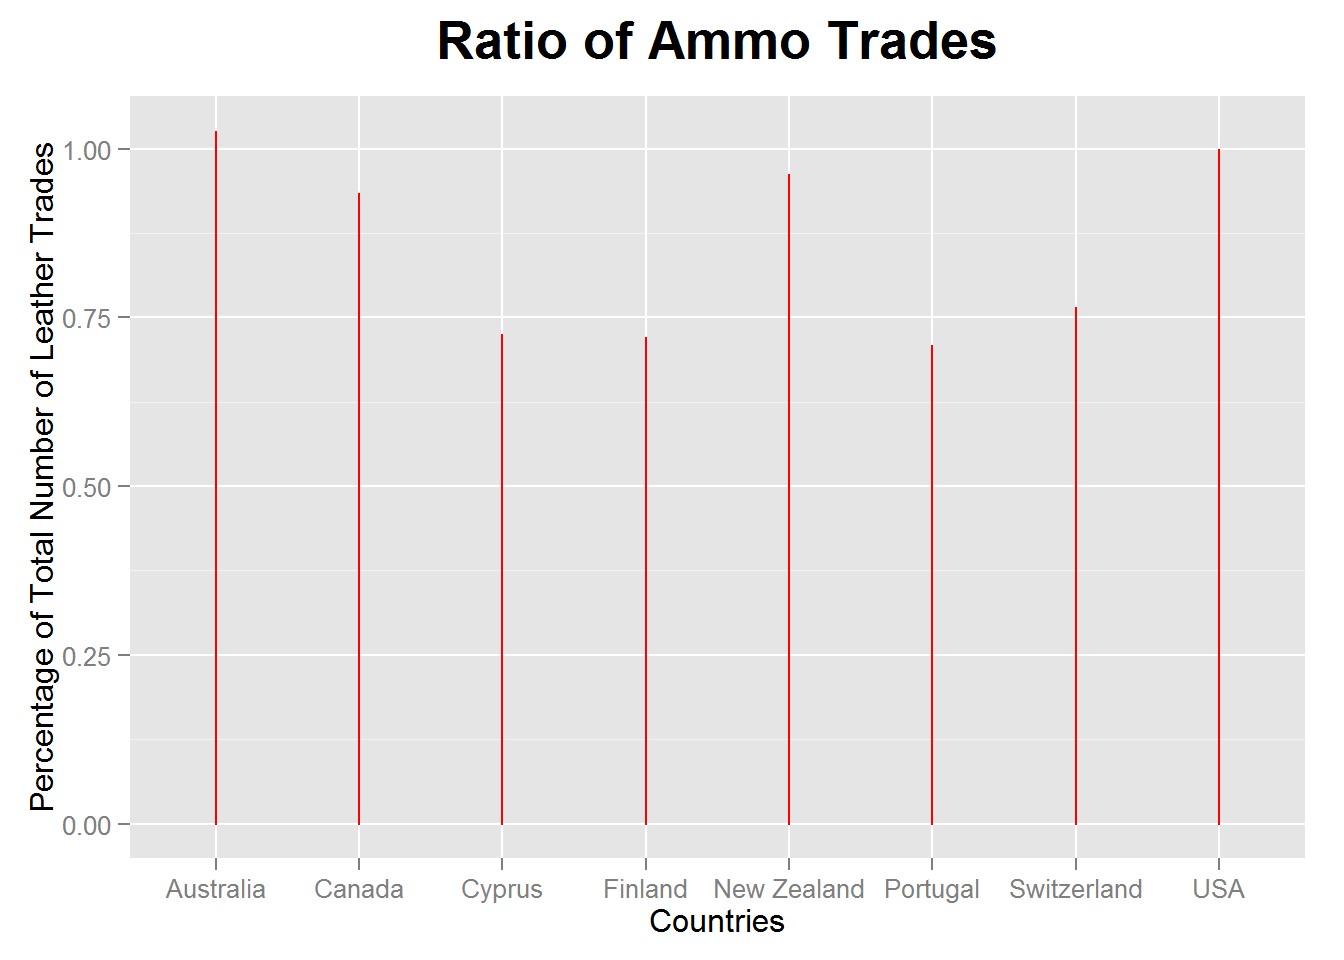 Ratio of Ammo Trades
Percentage of Total Number of Leather Trades
1.00
0.75
0.50
0.25
0.00
Australia Canada Cyprus Finland New Zealand Portugal Switzerland USA
Countries